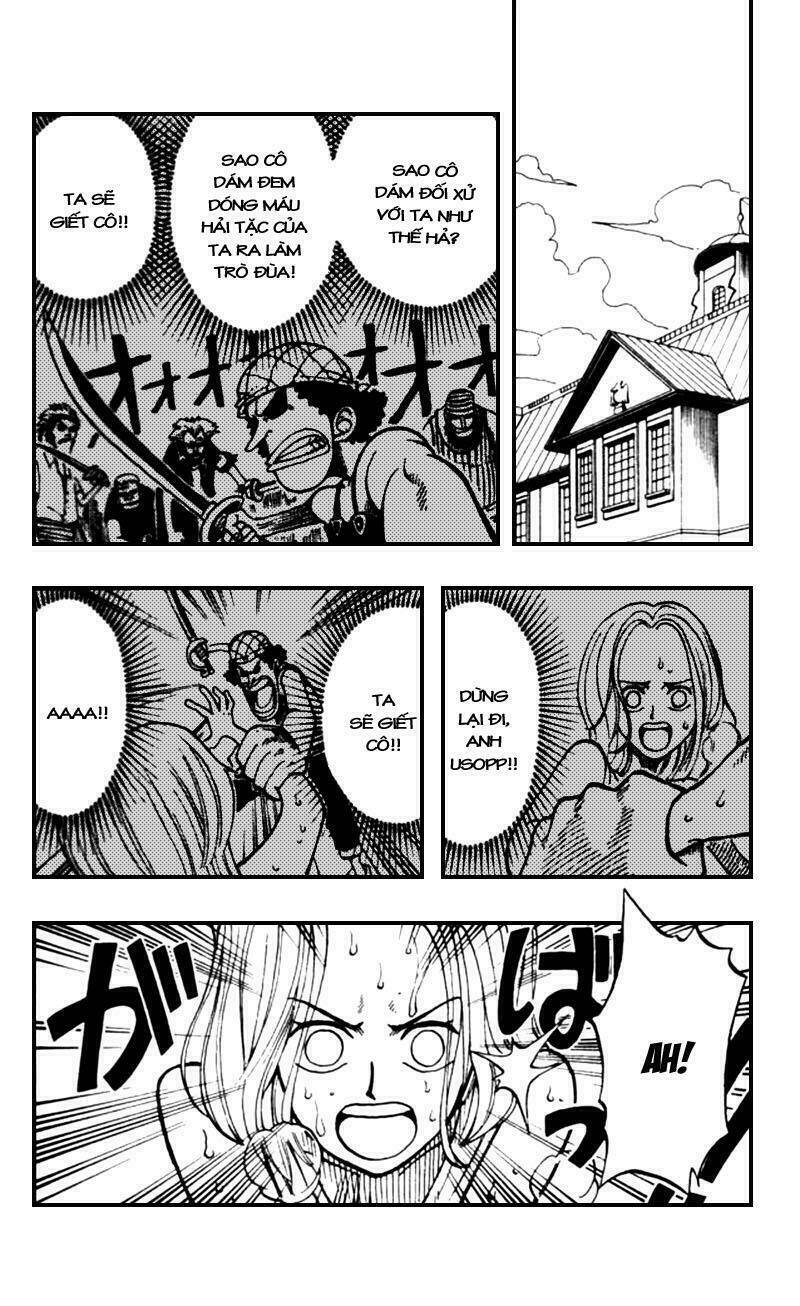 SAO CÔ
DÁM ĐỐI XỬ
VỚI TA NHƯ
THẾ HẢ?
SAO CÔ
DÁM ĐEM
DÒNG MÁU
HẢI TẶC CỦA
TA RA LÀM
TRÒ ĐÙA!
TA SẼ
GIẾT CÔ!!
オオオオオ
DỪNG
LẠI ĐI,
ANH
USOPP!!
TA
SẼ GIẾT
CÔ!!
AAAA!!
AH!
がばっ